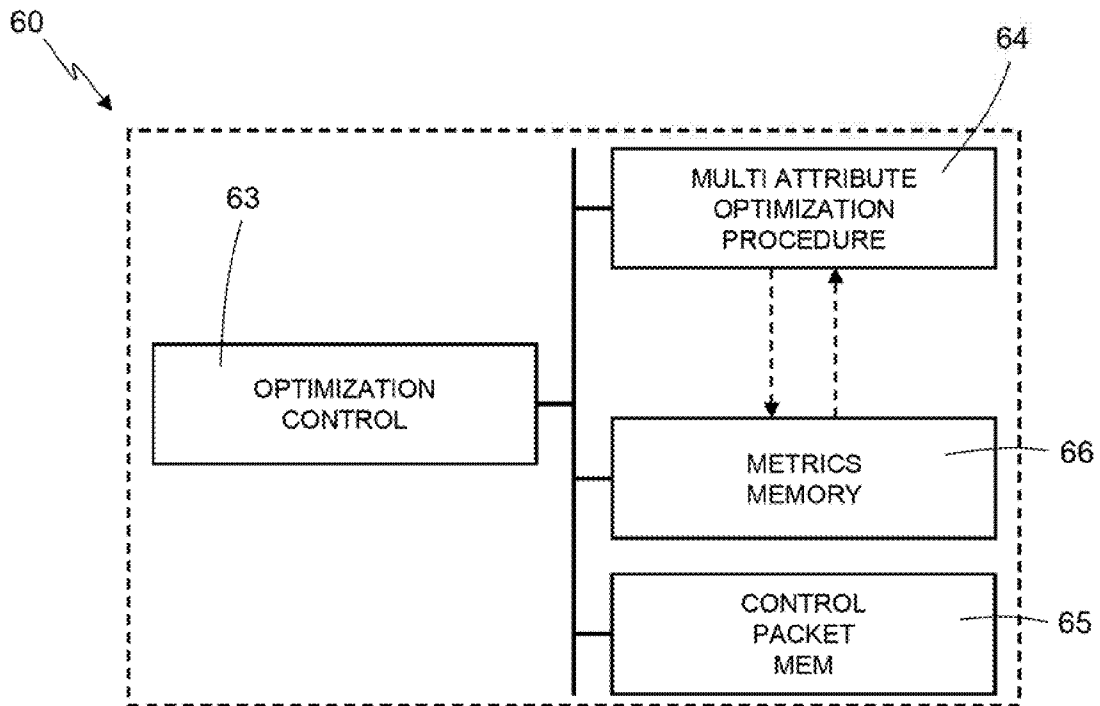 60
64
MULTI ATTRIBUTE
OPTIMIZATION
PROCEDURE
63
OPTIMIZATION
CONTROL
METRICS
MEMORY
66
CONTROL
PACKET
MEM
65